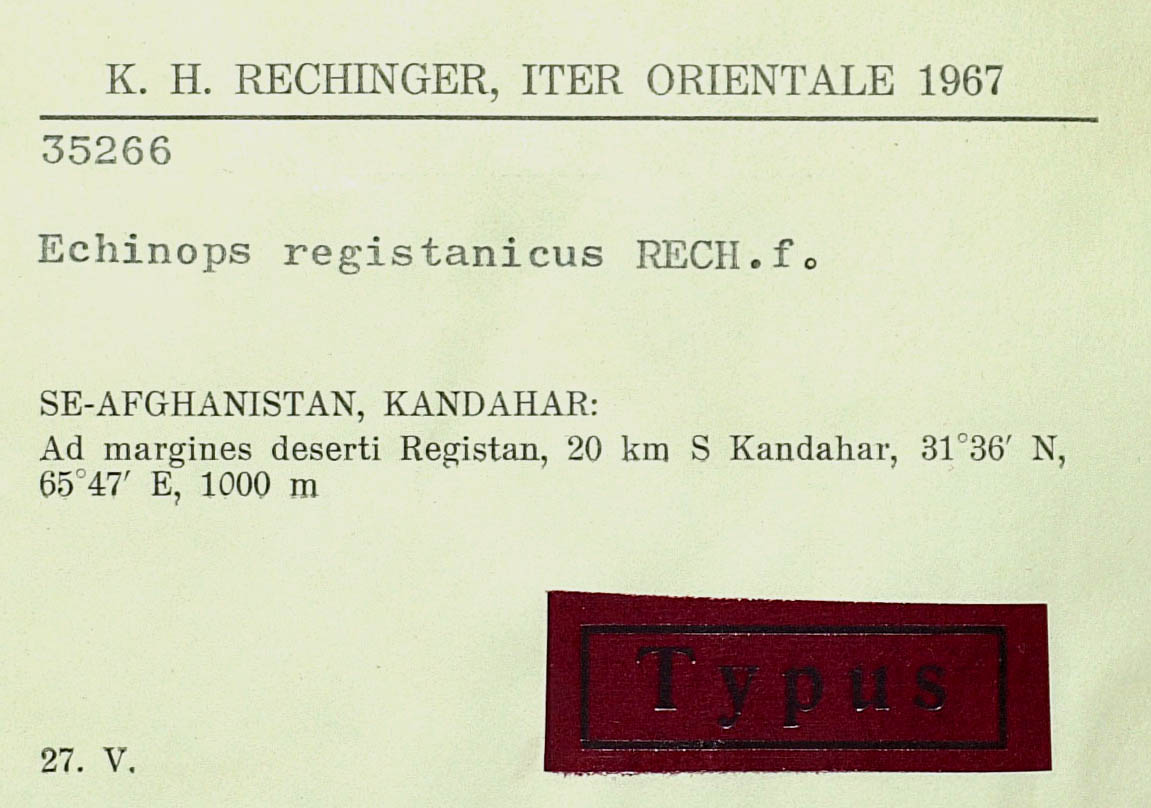 K. H. RECHINGER, ITER ORIENTALE 1967
35266
Echinops registanicus RECH.f.
SE-AFGHANISTAN, KANDAHAR:
Ad margines deserti Registan, 20 km S Kandahar, 31°36′ N,
65°47′ E, 1000 m
Typus
27. V.